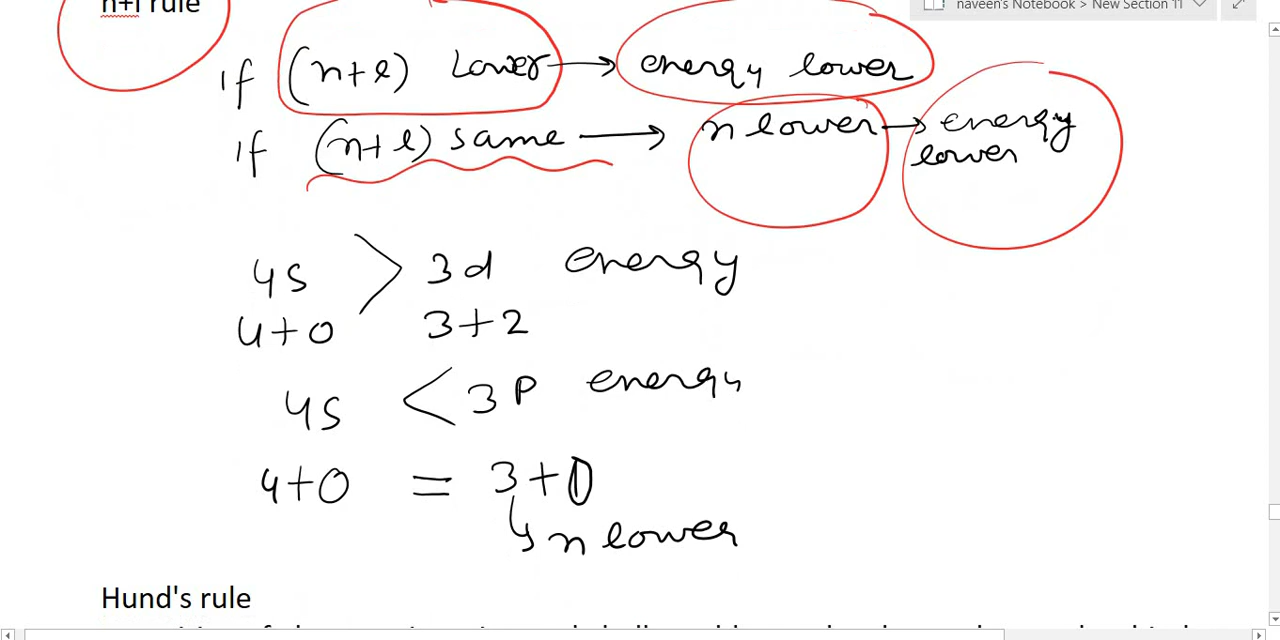 n+l rule
naveen's Notebook > New Section 11
If (n+l) Lower → energy lower
If (n+l) same → n lower → energy
lower
4s > 3d energy
4+0 3+2
4s < 3p energy
4+0 = 3+1
↳ n lower
Hund's rule